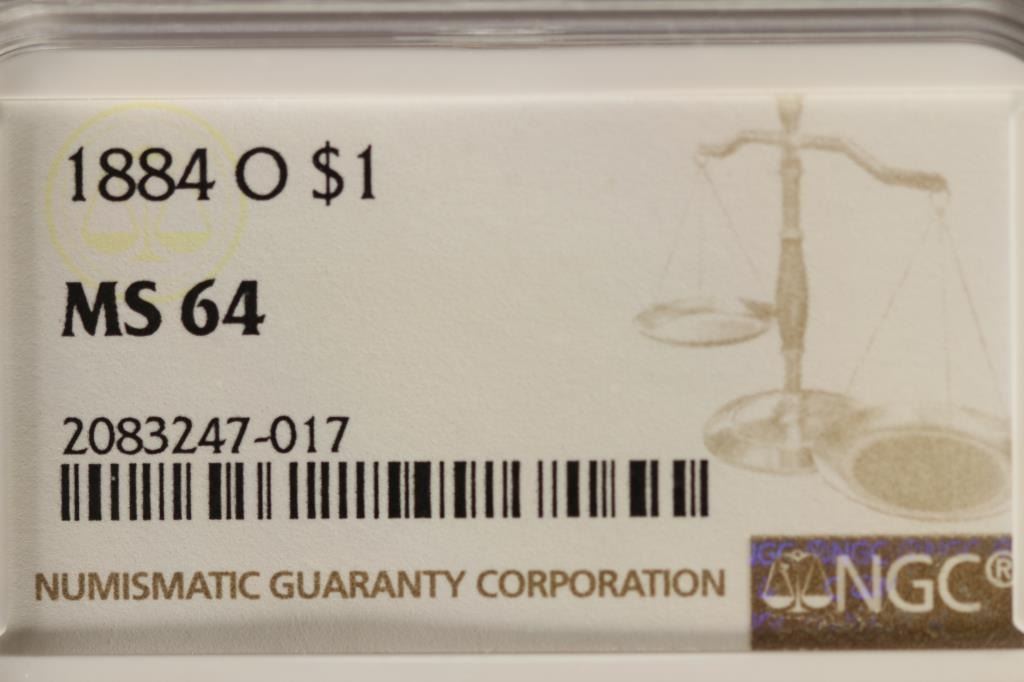 1884 O $1
MS 64
2083247-017
NUMISMATIC GUARANTY CORPORATION
NGC®